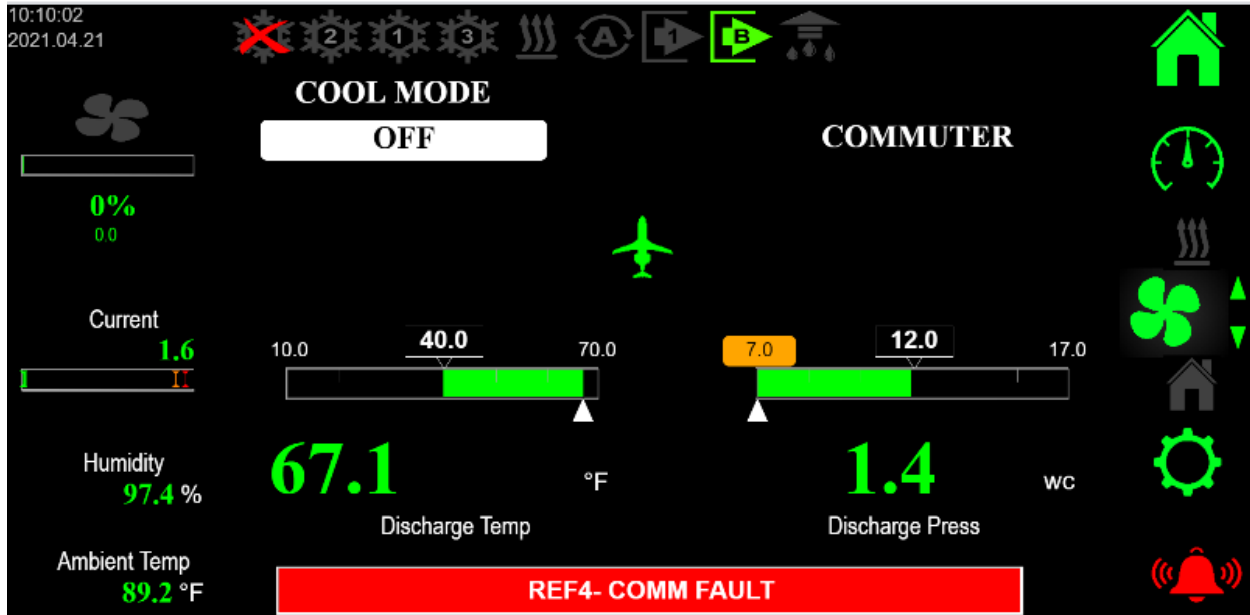 10:10:02
2021.04.21
2 1 3 A 1 B
COOL MODE
OFF
COMMUTER
0%
0.0
Current
1.6
10.0 40.0 70.0
7.0 12.0 17.0
67.1 °F
Discharge Temp
1.4 WC
Discharge Press
Humidity
97.4 %
Ambient Temp
89.2 °F
REF4- COMM FAULT